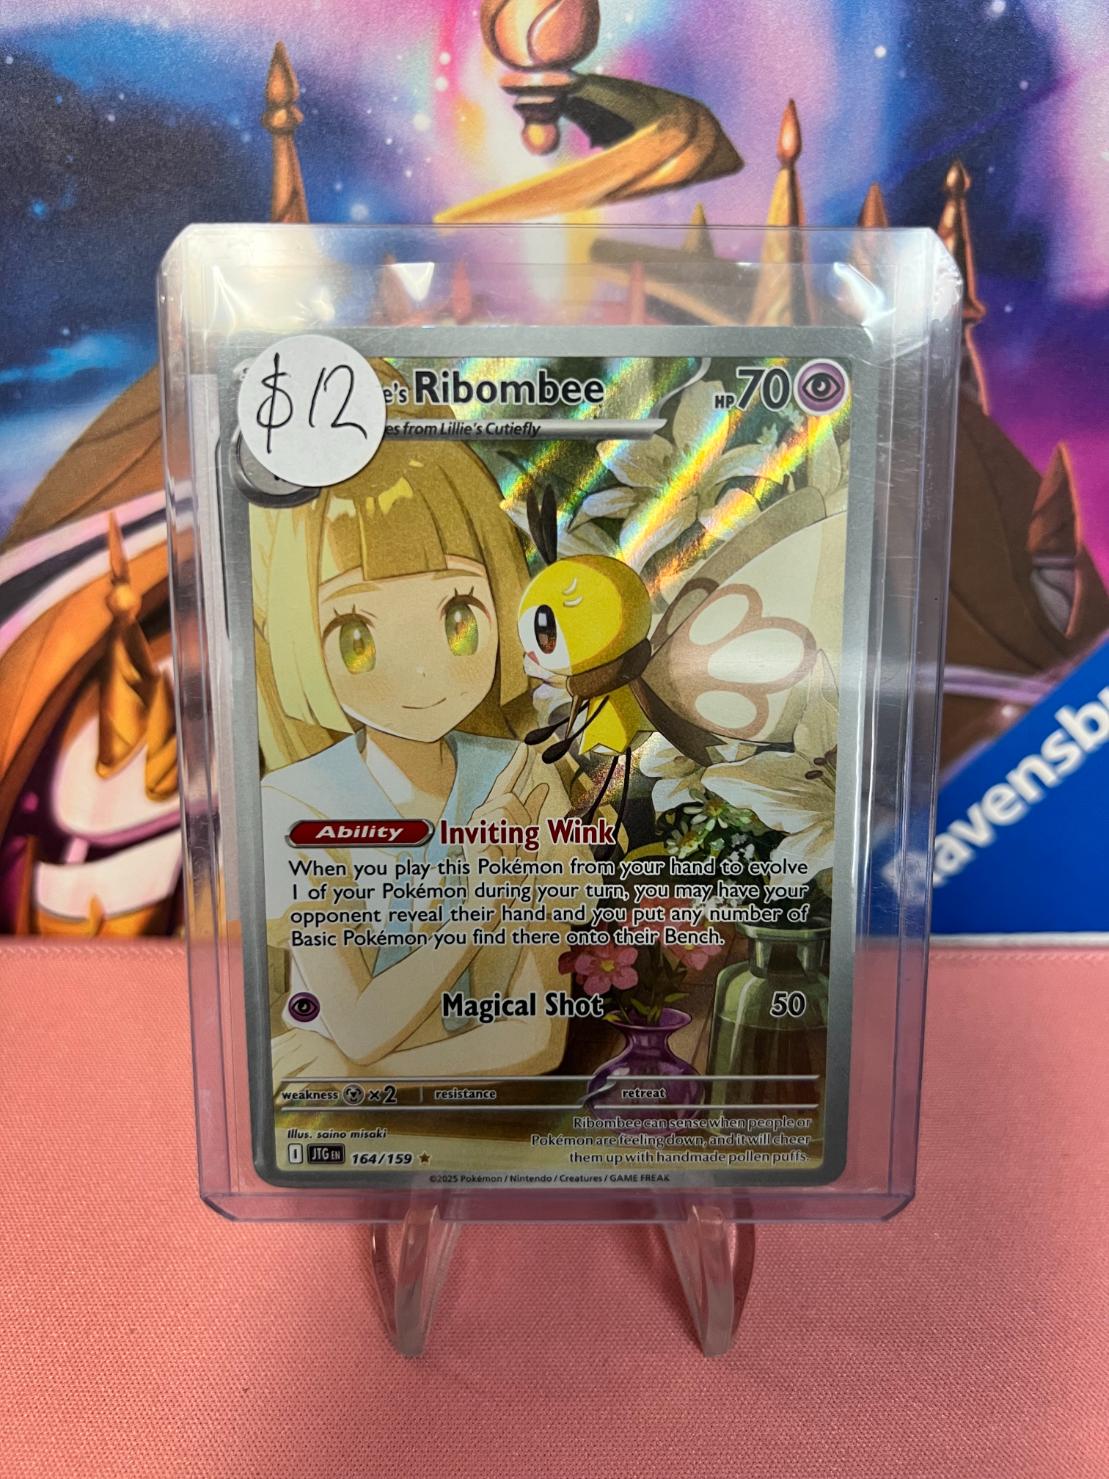 $12
e's Ribombee
HP 70
es from Lillie's Cutiefly
Ability Inviting Wink
When you play this Pokémon from your hand to evolve
1 of your Pokémon during your turn, you may have your
opponent reveal their hand and you put any number of
Basic Pokémon you find there onto their Bench.
Magical Shot 50
weakness ×2 resistance retreat
Illus. saino misaki
Ribombee can sense when people or
Pokémon are feeling down, and it will cheer
them up with handmade pollen puffs.
I JTG EN 164/159
©2025 Pokémon / Nintendo / Creatures / GAME FREAK
Ravensb